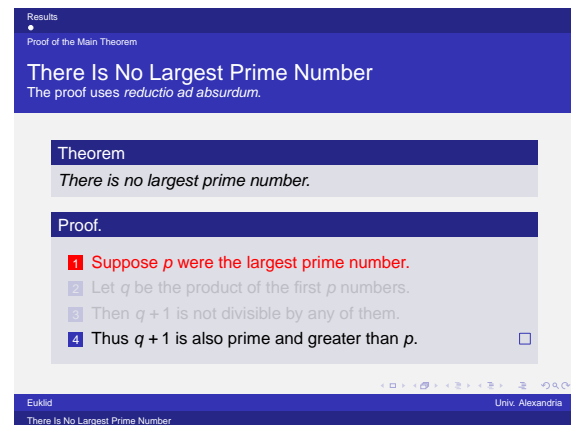 Results
Proof of the Main Theorem
There Is No Largest Prime Number
The proof uses reductio ad absurdum.
Theorem
There is no largest prime number.
Proof.
1 Suppose p were the largest prime number.
2 Let q be the product of the first p numbers.
3 Then q + 1 is not divisible by any of them.
4 Thus q + 1 is also prime and greater than p.
Euklid Univ. Alexandria
There Is No Largest Prime Number